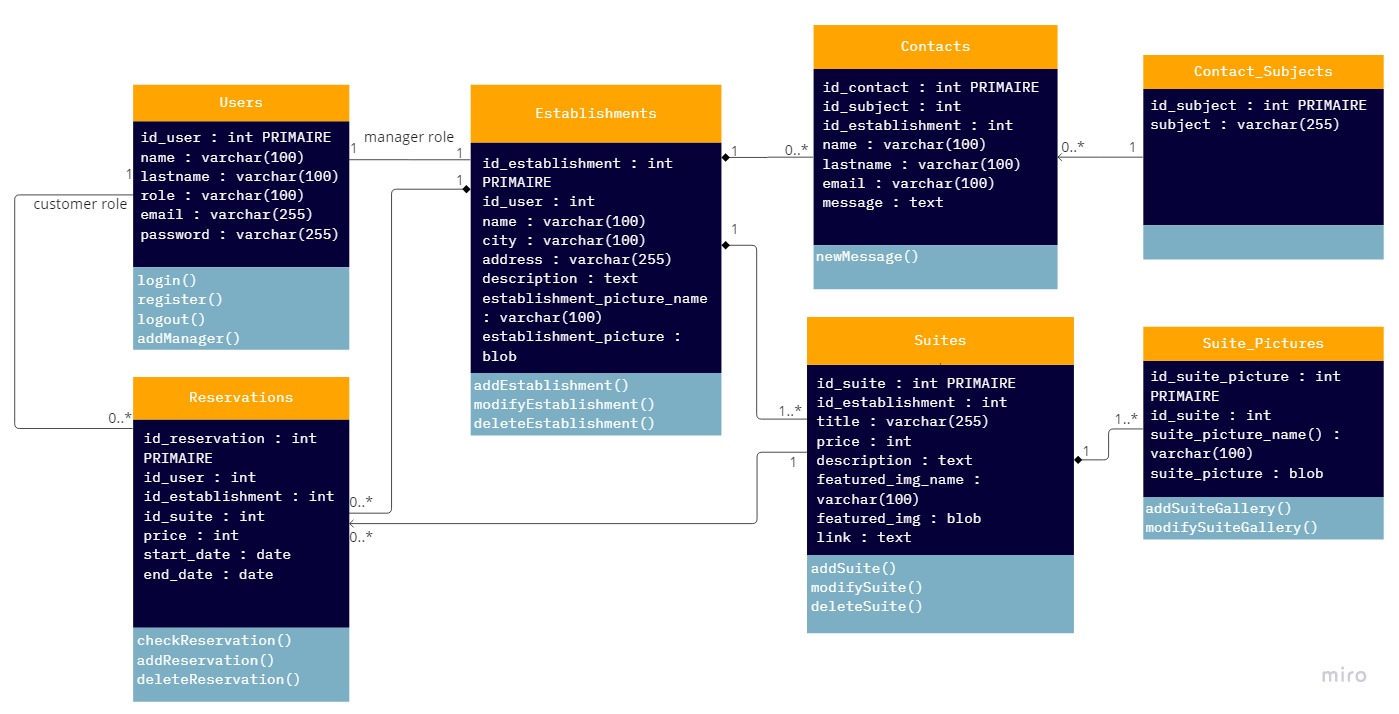 Users
id_user : int PRIMAIRE
name : varchar(100)
lastname : varchar(100)
role : varchar(100)
email : varchar(255)
password : varchar(255)
login()
register()
logout()
addManager()
1
manager role
1
1
customer role
0..*
Reservations
id_reservation : int
PRIMAIRE
id_user : int
id_establishment : int
id_suite : int
price : int
start_date : date
end_date : date
checkReservation()
addReservation()
deleteReservation()
0..*
0..*
1
Establishments
id_establishment : int
PRIMAIRE
id_user : int
name : varchar(100)
city : varchar(100)
address : varchar(255)
description : text
establishment_picture_name
: varchar(100)
establishment_picture :
blob
addEstablishment()
modifyEstablishment()
deleteEstablishment()
1
0..*
1
1..*
1
Contacts
id_contact : int PRIMAIRE
id_subject : int
id_establishment : int
name : varchar(100)
lastname : varchar(100)
email : varchar(100)
message : text
newMessage()
0..*
1
Contact_Subjects
id_subject : int PRIMAIRE
subject : varchar(255)
Suites
id_suite : int PRIMAIRE
id_establishment : int
title : varchar(255)
price : int
description : text
featured_img_name :
varchar(100)
featured_img : blob
link : text
addSuite()
modifySuite()
deleteSuite()
1
1..*
Suite_Pictures
id_suite_picture : int
PRIMAIRE
id_suite : int
suite_picture_name() :
varchar(100)
suite_picture : blob
addSuiteGallery()
modifySuiteGallery()
miro